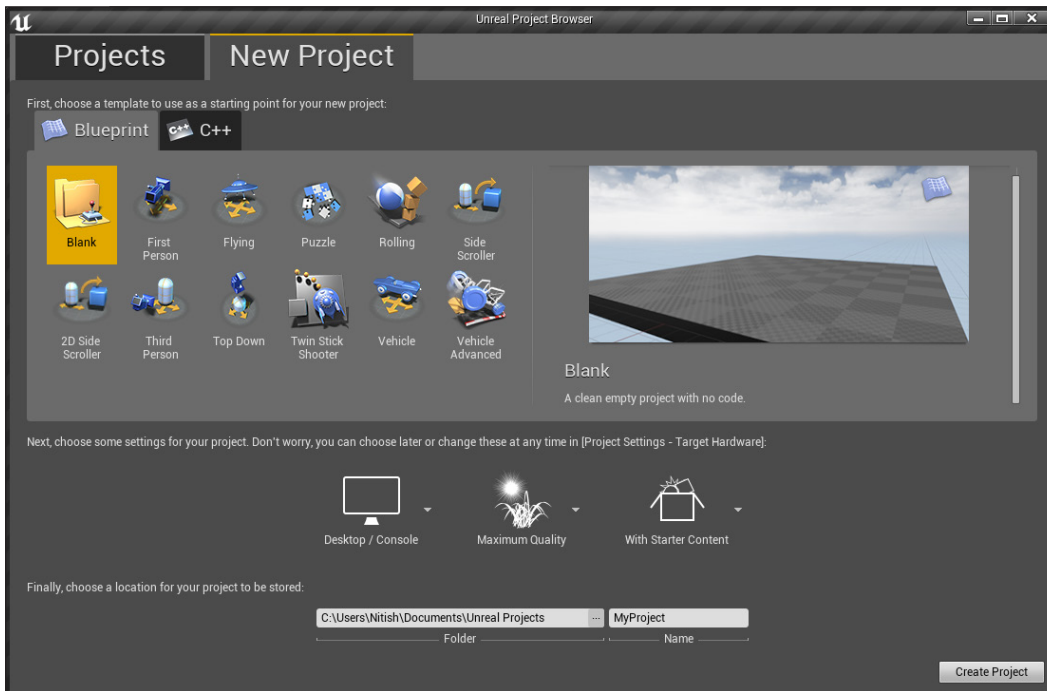 Unreal Project Browser
Projects
New Project
First, choose a template to use as a starting point for your new project:
Blueprint
C++
C++
Blank
First
Person
Flying
Puzzle
Rolling
Side
Scroller
2D Side
Scroller
Third
Person
Top Down
Twin Stick
Shooter
Vehicle
Vehicle
Advanced
Blank
A clean empty project with no code.
Next, choose some settings for your project. Don't worry, you can choose later or change these at any time in [Project Settings - Target Hardware]:
Desktop / Console
Maximum Quality
With Starter Content
Finally, choose a location for your project to be stored:
C:\Users\Nitish\Documents\Unreal Projects
...
MyProject
Folder
Name
Create Project